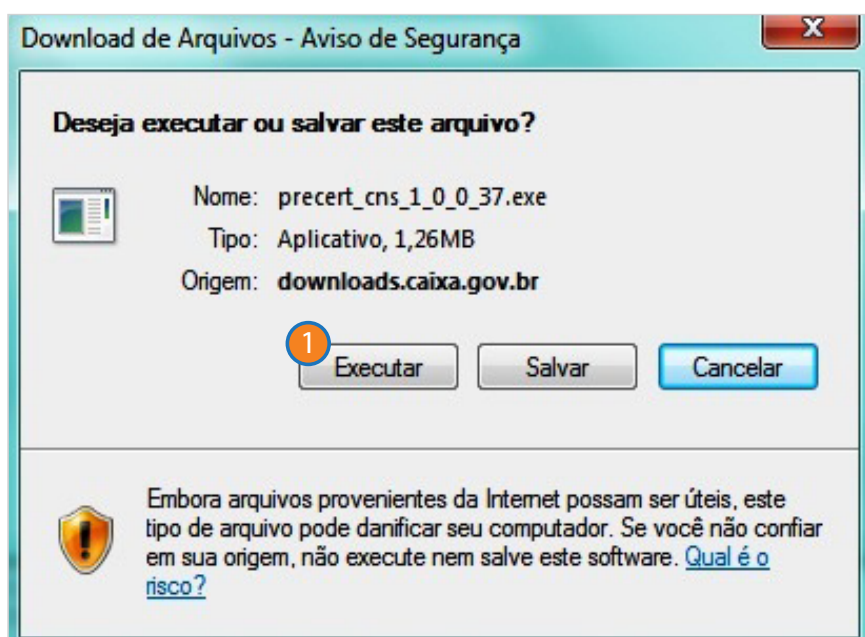 Download de Arquivos - Aviso de Segurança
X
Deseja executar ou salvar este arquivo?
Nome: precert_cns_1_0_0_37.exe
Tipo: Aplicativo, 1,26MB
Origem: downloads.caixa.gov.br
1
Executar Salvar Cancelar
Embora arquivos provenientes da Internet possam ser úteis, este
tipo de arquivo pode danificar seu computador. Se você não confiar
em sua origem, não execute nem salve este software. Qual é o
risco?